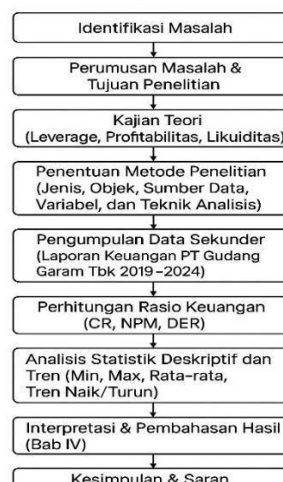 Identifikasi Masalah
Perumusan Masalah &
Tujuan Penelitian
Kajian Teori
(Leverage, Profitabilitas, Likuiditas)
Penentuan Metode Penelitian
(Jenis, Objek, Sumber Data,
Variabel, dan Teknik Analisis)
Pengumpulan Data Sekunder
(Laporan Keuangan PT Gudang
Garam Tbk 2019–2024)
Perhitungan Rasio Keuangan
(CR, NPM, DER)
Analisis Statistik Deskriptif dan
Tren (Min, Max, Rata-rata,
Tren Naik/Turun)
Interpretasi & Pembahasan Hasil
(Bab IV)
Kesimpulan & Saran